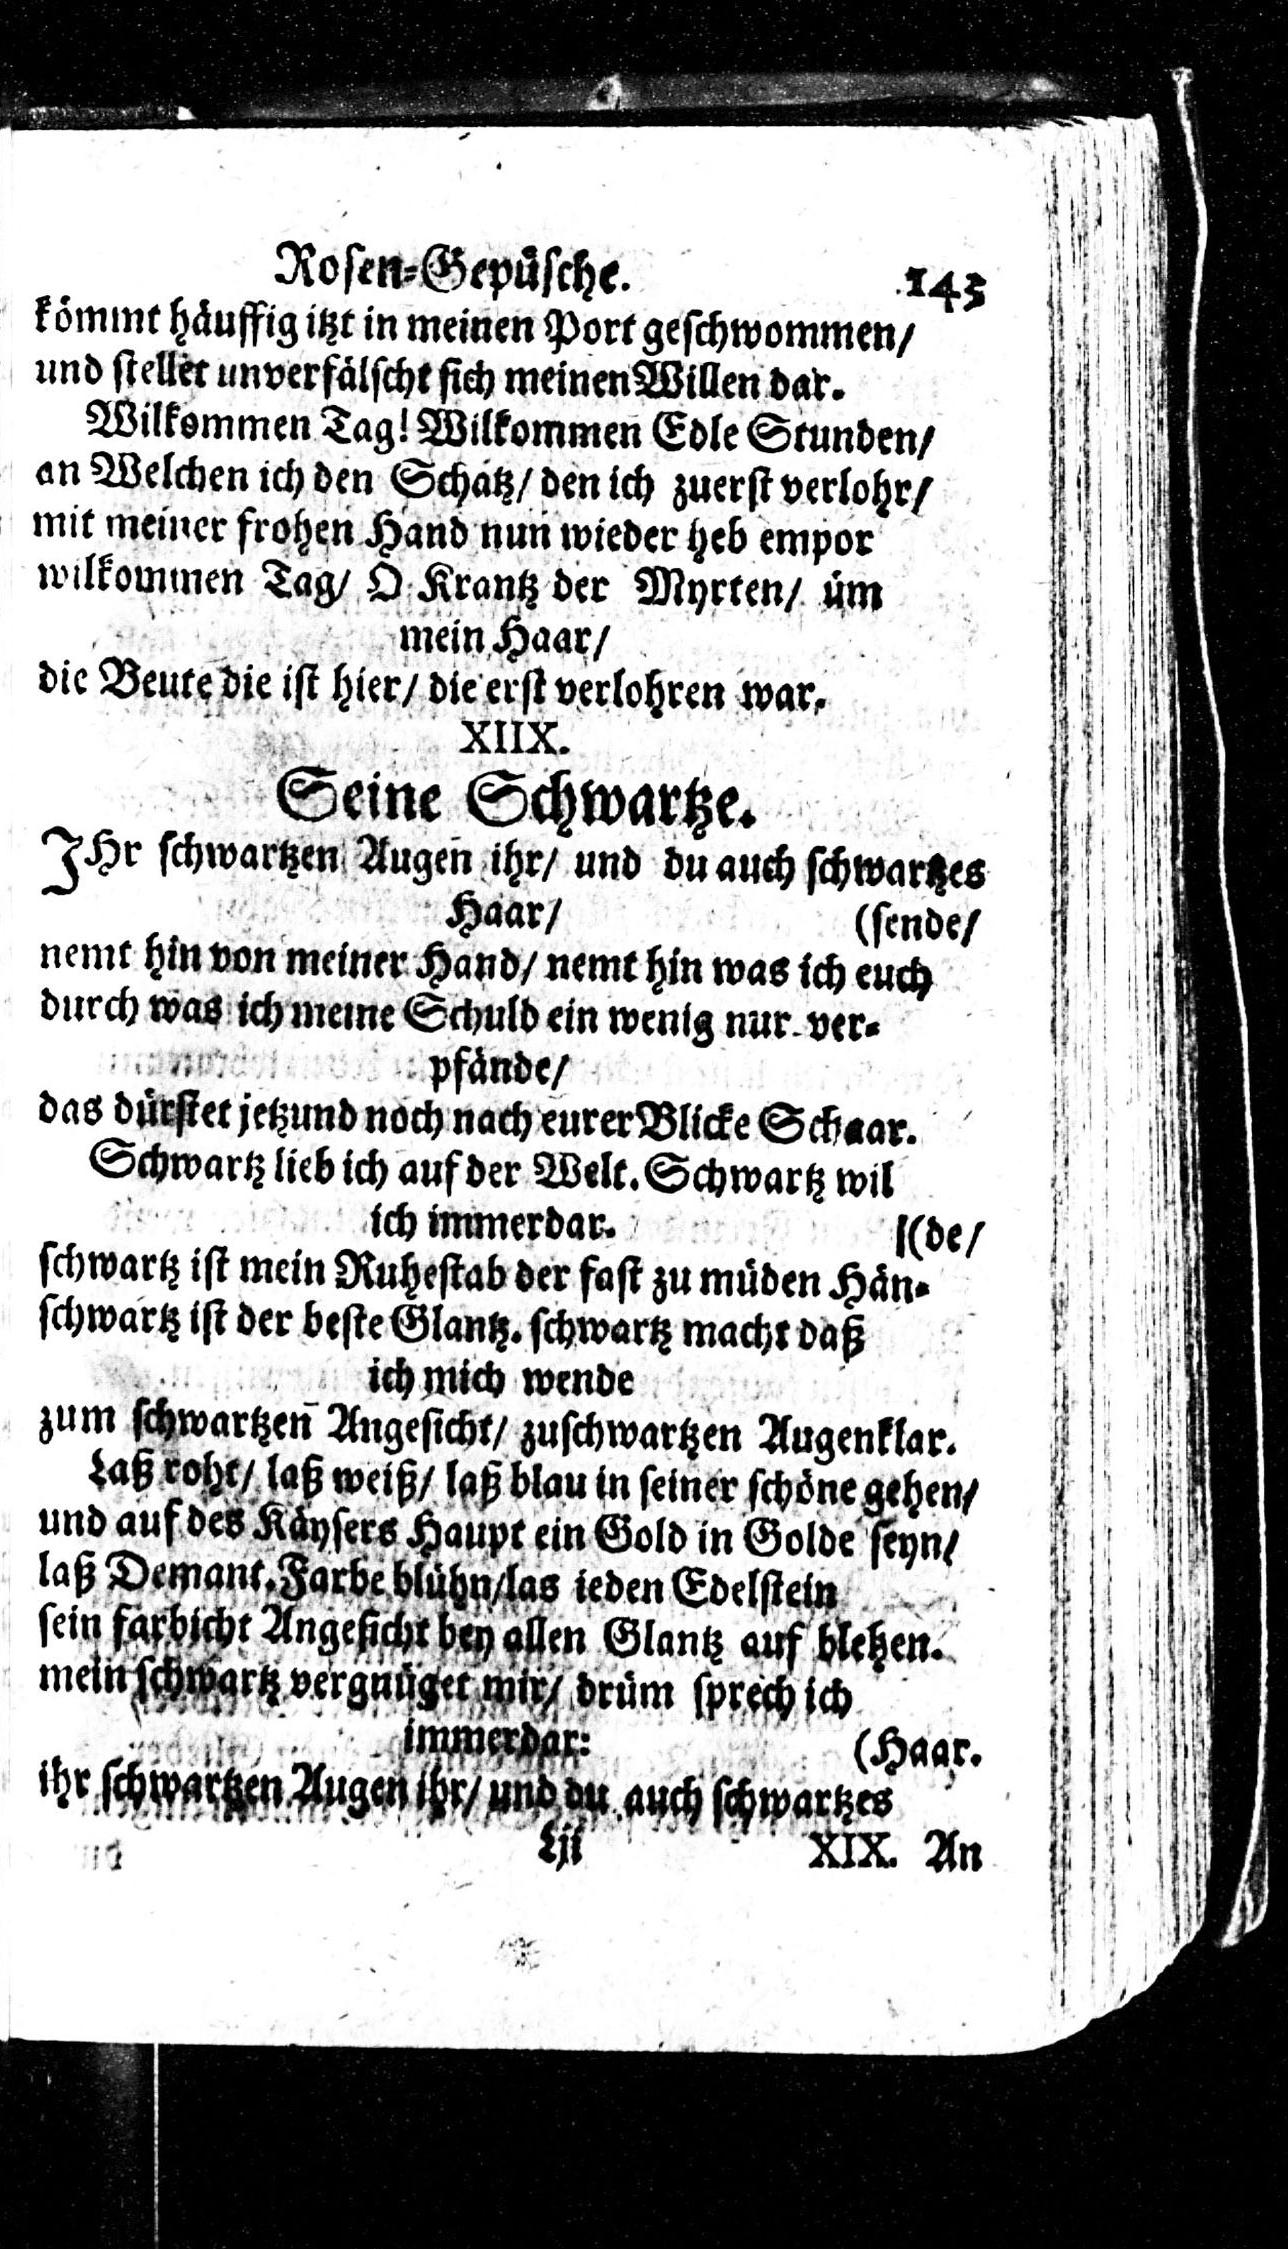 Rosen-Gepüsche. 143
kömmt häuffig itzt in meinen Port geschwommen/
und stellet unverfälscht sich meinen Willen dar.
Wilkommen Tag! Wilkommen Edle Stunden/
an Welchen ich den Schatz/ den ich zuerst verlohr/
mit meiner frohen Hand nun wieder heb empor
wilkommen Tag/ O Krantz der Myrten/ üm
mein Haar/
die Beute die ist hier/ die erst verlohren war.
XIIX.
Seine Schwartze.
IHr schwartzen Augen ihr/ und du auch schwartzes
Haar/ (sende/
nemt hin von meiner Hand/ nemt hin was ich euch
durch was ich meine Schuld ein wenig nur ver-
pfände/
das dürstet jetzund noch nach eurer Blicke Schaar.
Schwartz lieb ich auf der Welt. Schwartz wil
ich immerdar. (de/
schwartz ist mein Ruhestab der fast zu müden Hän-
schwartz ist der beste Glantz. schwartz macht daß
ich mich wende
zum schwartzen Angesicht/ zuschwartzen Augenklar.
Laß roht/ laß weiß/ laß blau in seiner schöne gehen/
und auf des Käysers Haupt ein Gold in Golde seyn/
laß Demant. Farbe blühn/ las ieden Edelstein
sein farbicht Angesicht bey allen Glantz auf blehen.
mein schwartz vergnüget mir/ drüm sprech ich
immerdar: (Haar.
ihr schwartzen Augen ihr/ und du auch schwartzes
Lij XIX. An